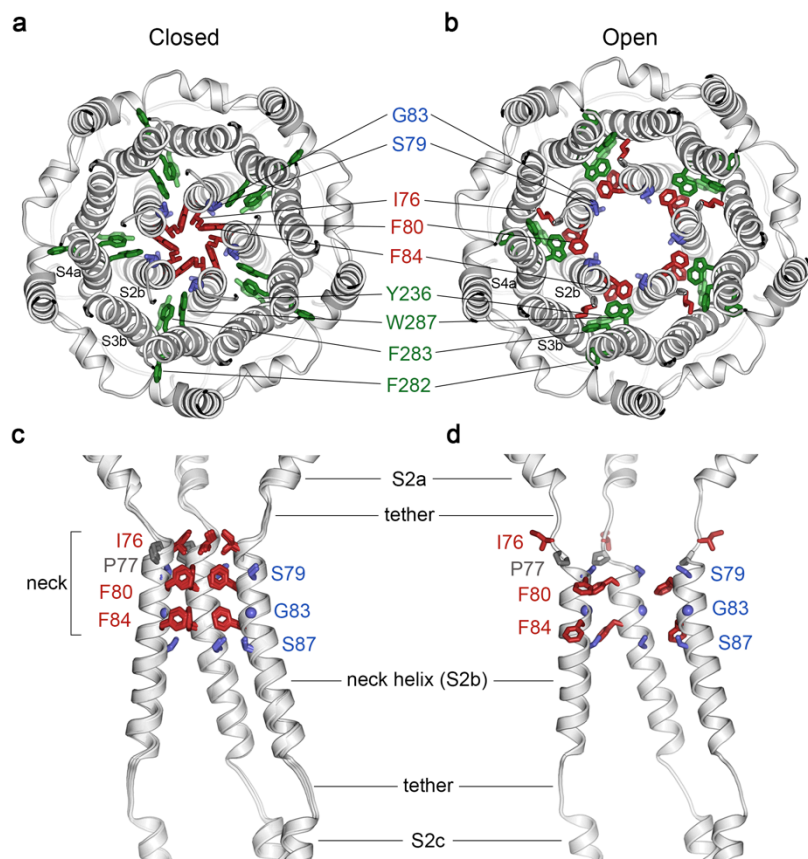 a
Closed
b
Open
G83
S79
I76
F80
F84
Y236
W287
F283
F282
S4a
S2b
S3b
S4a
S2b
S3b
c
d
S2a
tether
neck
I76
P77
F80
F84
S79
G83
S87
I76
P77
F80
F84
S79
G83
S87
neck helix (S2b)
tether
S2c